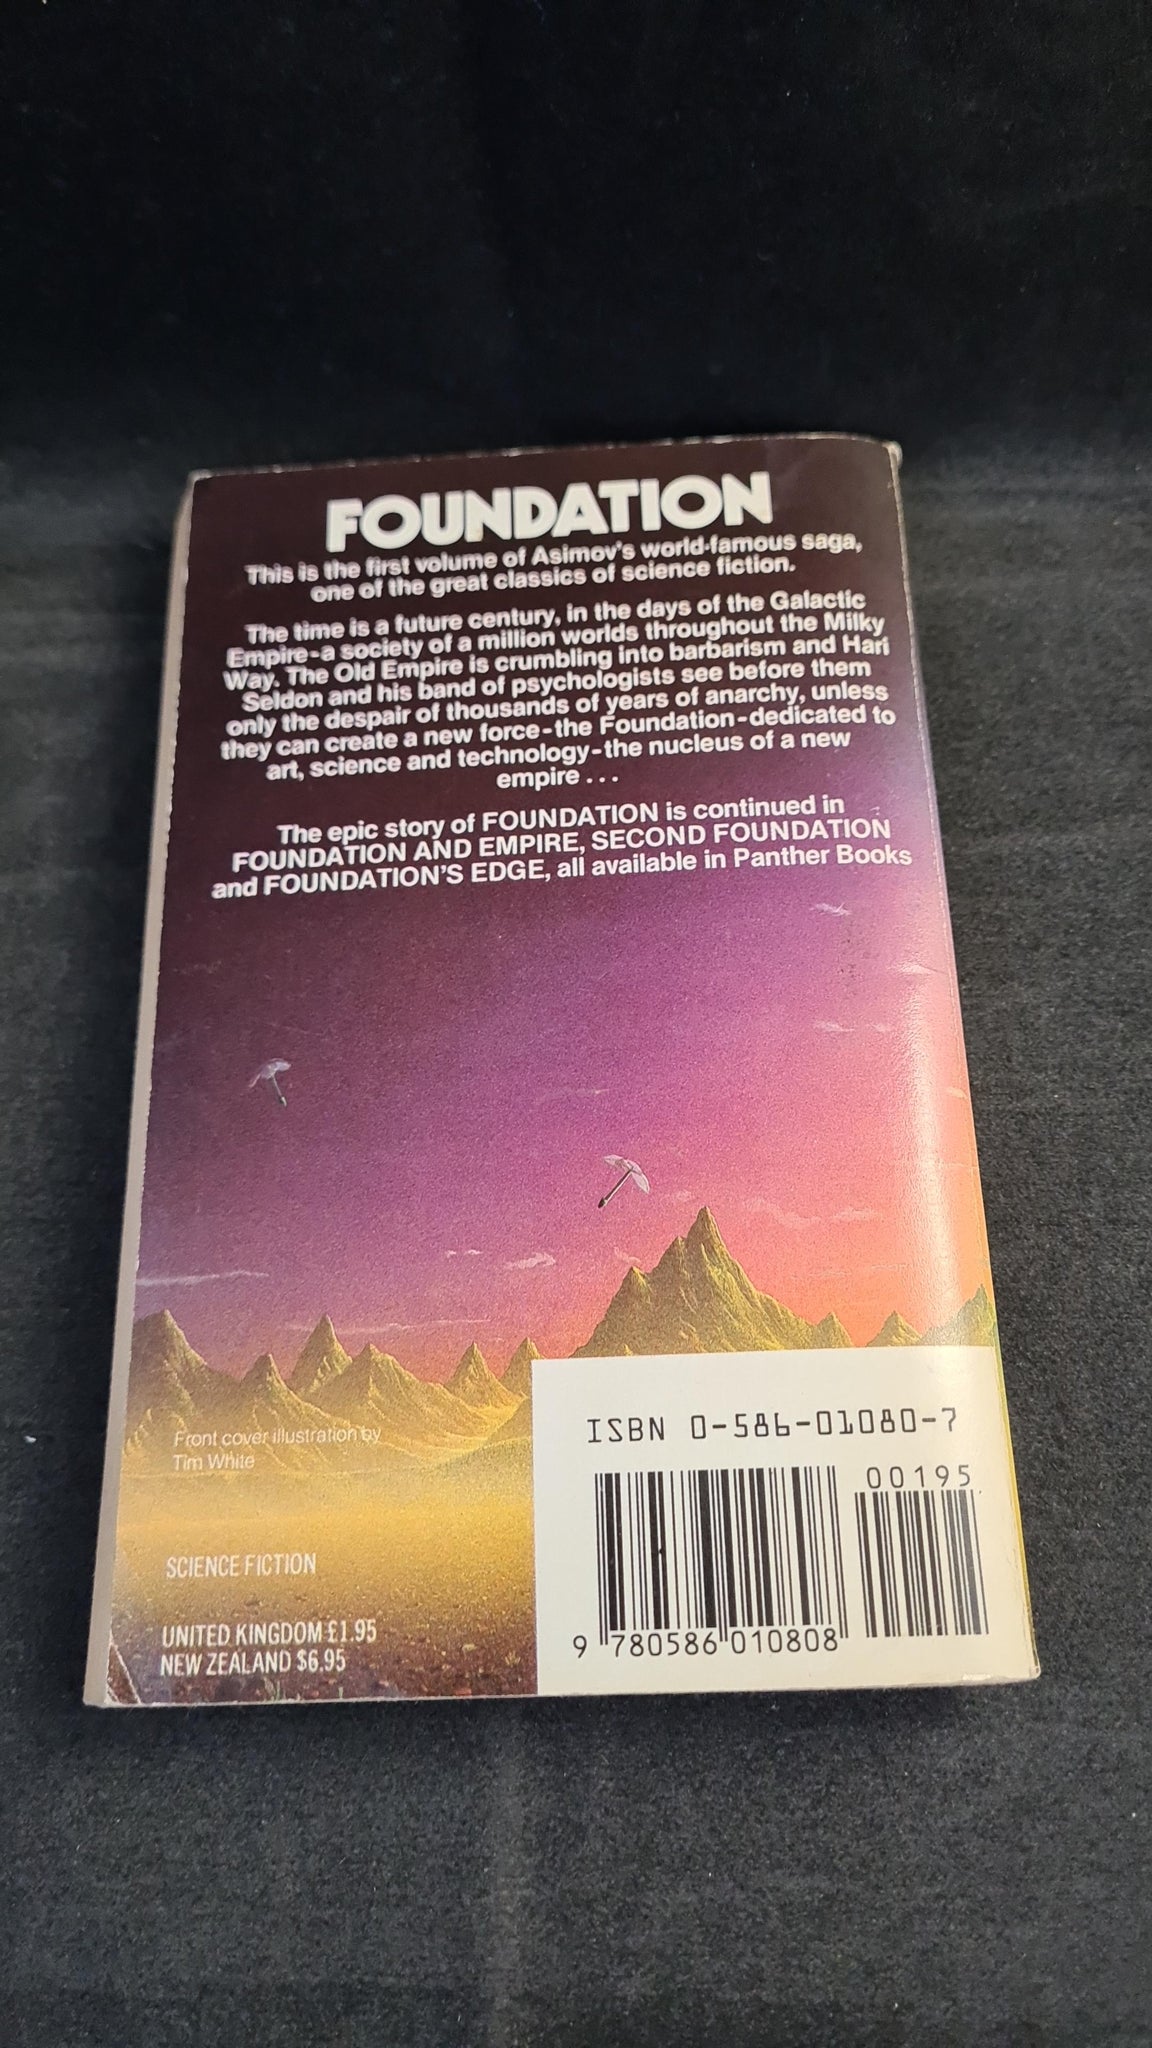 FOUNDATION
This is the first volume of Asimov's world-famous saga,
one of the great classics of science fiction.
The time is a future century, in the days of the Galactic
Empire-a society of a million worlds throughout the Milky
Way. The Old Empire is crumbling into barbarism and Hari
Seldon and his band of psychologists see before them
only the despair of thousands of years of anarchy, unless
they can create a new force-the Foundation-dedicated to
art, science and technology-the nucleus of a new
empire . . .
The epic story of FOUNDATION is continued in
FOUNDATION AND EMPIRE, SECOND FOUNDATION
and FOUNDATION'S EDGE, all available in Panther Books
Front cover illustration by
Tim White
SCIENCE FICTION
UNITED KINGDOM £1.95
NEW ZEALAND $6.95
ISBN 0-586-01080-7
00195
9 780586 010808